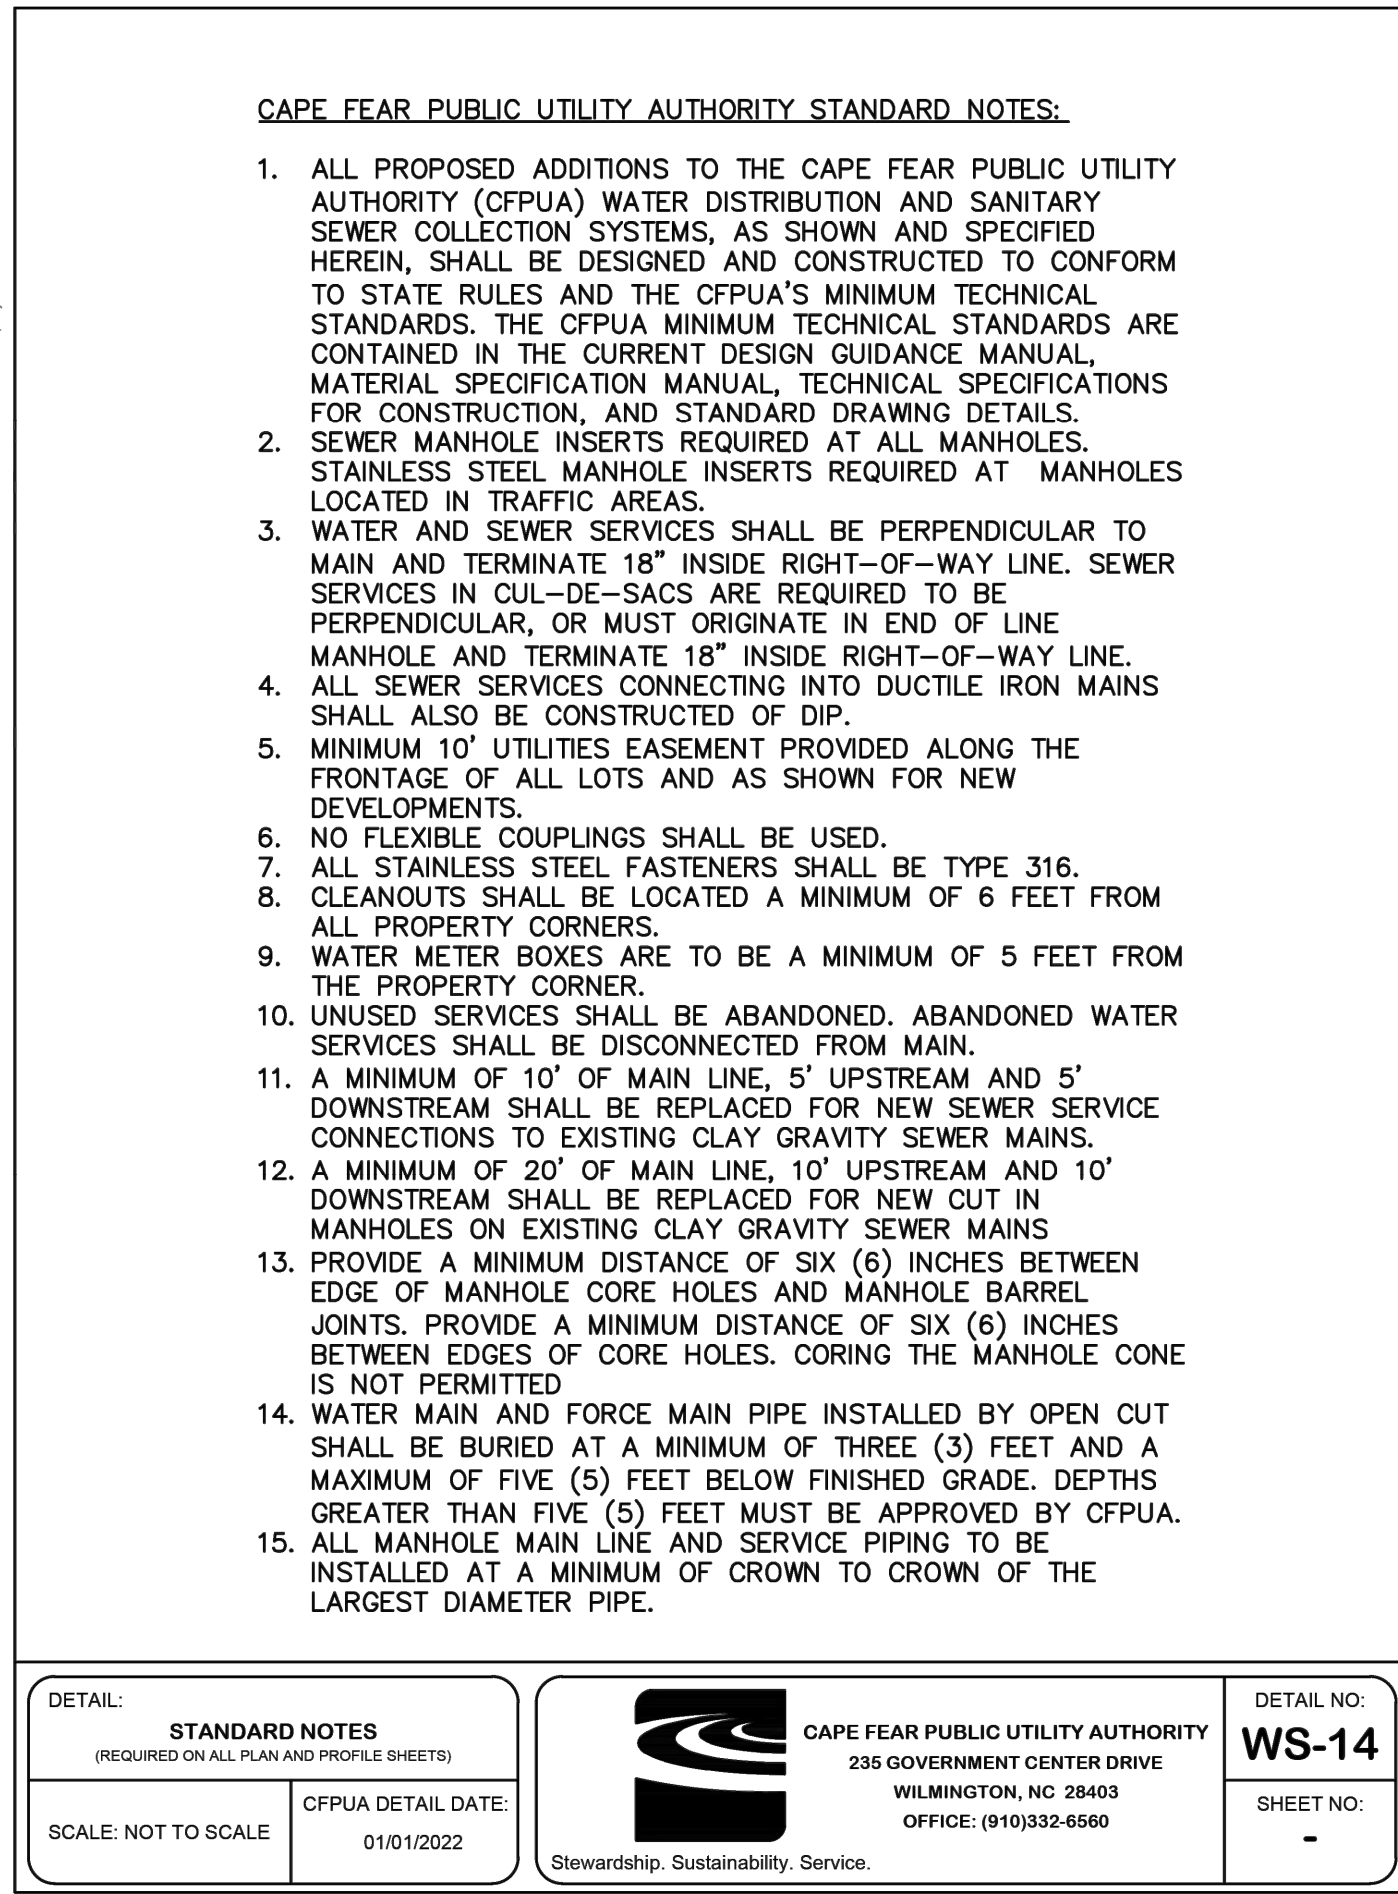 CAPE FEAR PUBLIC UTILITY AUTHORITY STANDARD NOTES:
1. ALL PROPOSED ADDITIONS TO THE CAPE FEAR PUBLIC UTILITY
AUTHORITY (CFPUA) WATER DISTRIBUTION AND SANITARY
SEWER COLLECTION SYSTEMS, AS SHOWN AND SPECIFIED
HEREIN, SHALL BE DESIGNED AND CONSTRUCTED TO CONFORM
TO STATE RULES AND THE CFPUA'S MINIMUM TECHNICAL
STANDARDS. THE CFPUA MINIMUM TECHNICAL STANDARDS ARE
CONTAINED IN THE CURRENT DESIGN GUIDANCE MANUAL,
MATERIAL SPECIFICATION MANUAL, TECHNICAL SPECIFICATIONS
FOR CONSTRUCTION, AND STANDARD DRAWING DETAILS.
2. SEWER MANHOLE INSERTS REQUIRED AT ALL MANHOLES.
STAINLESS STEEL MANHOLE INSERTS REQUIRED AT MANHOLES
LOCATED IN TRAFFIC AREAS.
3. WATER AND SEWER SERVICES SHALL BE PERPENDICULAR TO
MAIN AND TERMINATE 18" INSIDE RIGHT-OF-WAY LINE. SEWER
SERVICES IN CUL-DE-SACS ARE REQUIRED TO BE
PERPENDICULAR, OR MUST ORIGINATE IN END OF LINE
MANHOLE AND TERMINATE 18" INSIDE RIGHT-OF-WAY LINE.
4. ALL SEWER SERVICES CONNECTING INTO DUCTILE IRON MAINS
SHALL ALSO BE CONSTRUCTED OF DIP.
5. MINIMUM 10' UTILITIES EASEMENT PROVIDED ALONG THE
FRONTAGE OF ALL LOTS AND AS SHOWN FOR NEW
DEVELOPMENTS.
6. NO FLEXIBLE COUPLINGS SHALL BE USED.
7. ALL STAINLESS STEEL FASTENERS SHALL BE TYPE 316.
8. CLEANOUTS SHALL BE LOCATED A MINIMUM OF 6 FEET FROM
ALL PROPERTY CORNERS.
9. WATER METER BOXES ARE TO BE A MINIMUM OF 5 FEET FROM
THE PROPERTY CORNER.
10. UNUSED SERVICES SHALL BE ABANDONED. ABANDONED WATER
SERVICES SHALL BE DISCONNECTED FROM MAIN.
11. A MINIMUM OF 10' OF MAIN LINE, 5' UPSTREAM AND 5'
DOWNSTREAM SHALL BE REPLACED FOR NEW SEWER SERVICE
CONNECTIONS TO EXISTING CLAY GRAVITY SEWER MAINS.
12. A MINIMUM OF 20' OF MAIN LINE, 10' UPSTREAM AND 10'
DOWNSTREAM SHALL BE REPLACED FOR NEW CUT IN
MANHOLES ON EXISTING CLAY GRAVITY SEWER MAINS
13. PROVIDE A MINIMUM DISTANCE OF SIX (6) INCHES BETWEEN
EDGE OF MANHOLE CORE HOLES AND MANHOLE BARREL
JOINTS. PROVIDE A MINIMUM DISTANCE OF SIX (6) INCHES
BETWEEN EDGES OF CORE HOLES. CORING THE MANHOLE CONE
IS NOT PERMITTED
14. WATER MAIN AND FORCE MAIN PIPE INSTALLED BY OPEN CUT
SHALL BE BURIED AT A MINIMUM OF THREE (3) FEET AND A
MAXIMUM OF FIVE (5) FEET BELOW FINISHED GRADE. DEPTHS
GREATER THAN FIVE (5) FEET MUST BE APPROVED BY CFPUA.
15. ALL MANHOLE MAIN LINE AND SERVICE PIPING TO BE
INSTALLED AT A MINIMUM OF CROWN TO CROWN OF THE
LARGEST DIAMETER PIPE.
DETAIL:
STANDARD NOTES
(REQUIRED ON ALL PLAN AND PROFILE SHEETS)
SCALE: NOT TO SCALE
CFPUA DETAIL DATE:
01/01/2022
Stewardship. Sustainability. Service.
CAPE FEAR PUBLIC UTILITY AUTHORITY
235 GOVERNMENT CENTER DRIVE
WILMINGTON, NC 28403
OFFICE: (910)332-6560
DETAIL NO:
WS-14
SHEET NO:
-